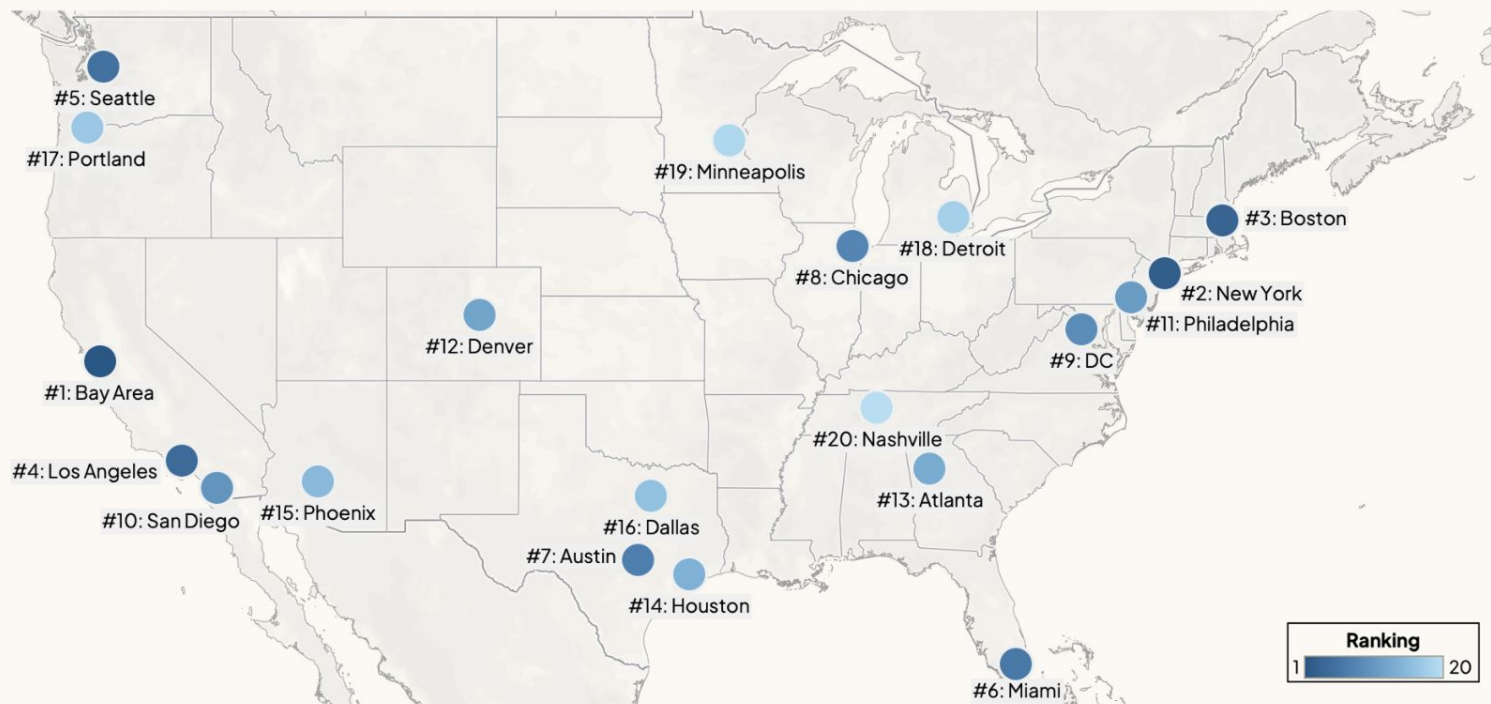 #5: Seattle
#17: Portland
#19: Minneapolis
#3: Boston
#18: Detroit
#8: Chicago
#2: New York
#11: Philadelphia
#12: Denver
#9: DC
#1: Bay Area
#20: Nashville
#4: Los Angeles
#13: Atlanta
#10: San Diego
#15: Phoenix
#16: Dallas
#7: Austin
#14: Houston
#6: Miami
Ranking
1 20